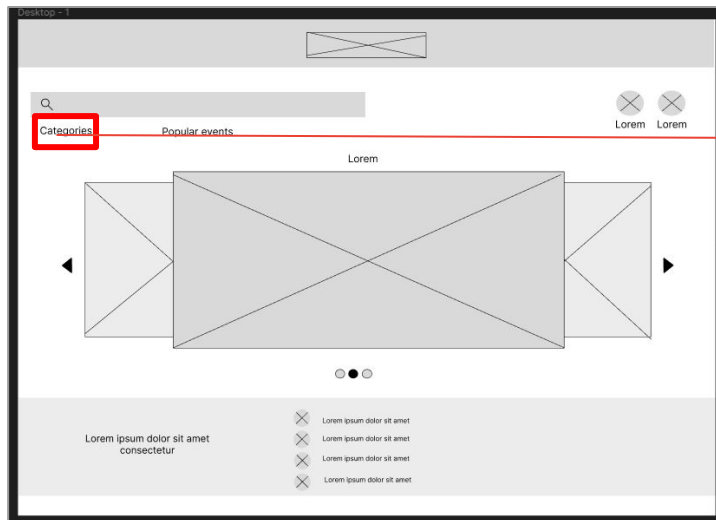 Desktop - 1
Lorem Lorem
Categories Popular events
Lorem
Lorem ipsum dolor sit amet
consectetur
Lorem ipsum dolor sit amet
Lorem ipsum dolor sit amet
Lorem ipsum dolor sit amet
Lorem ipsum dolor sit amet